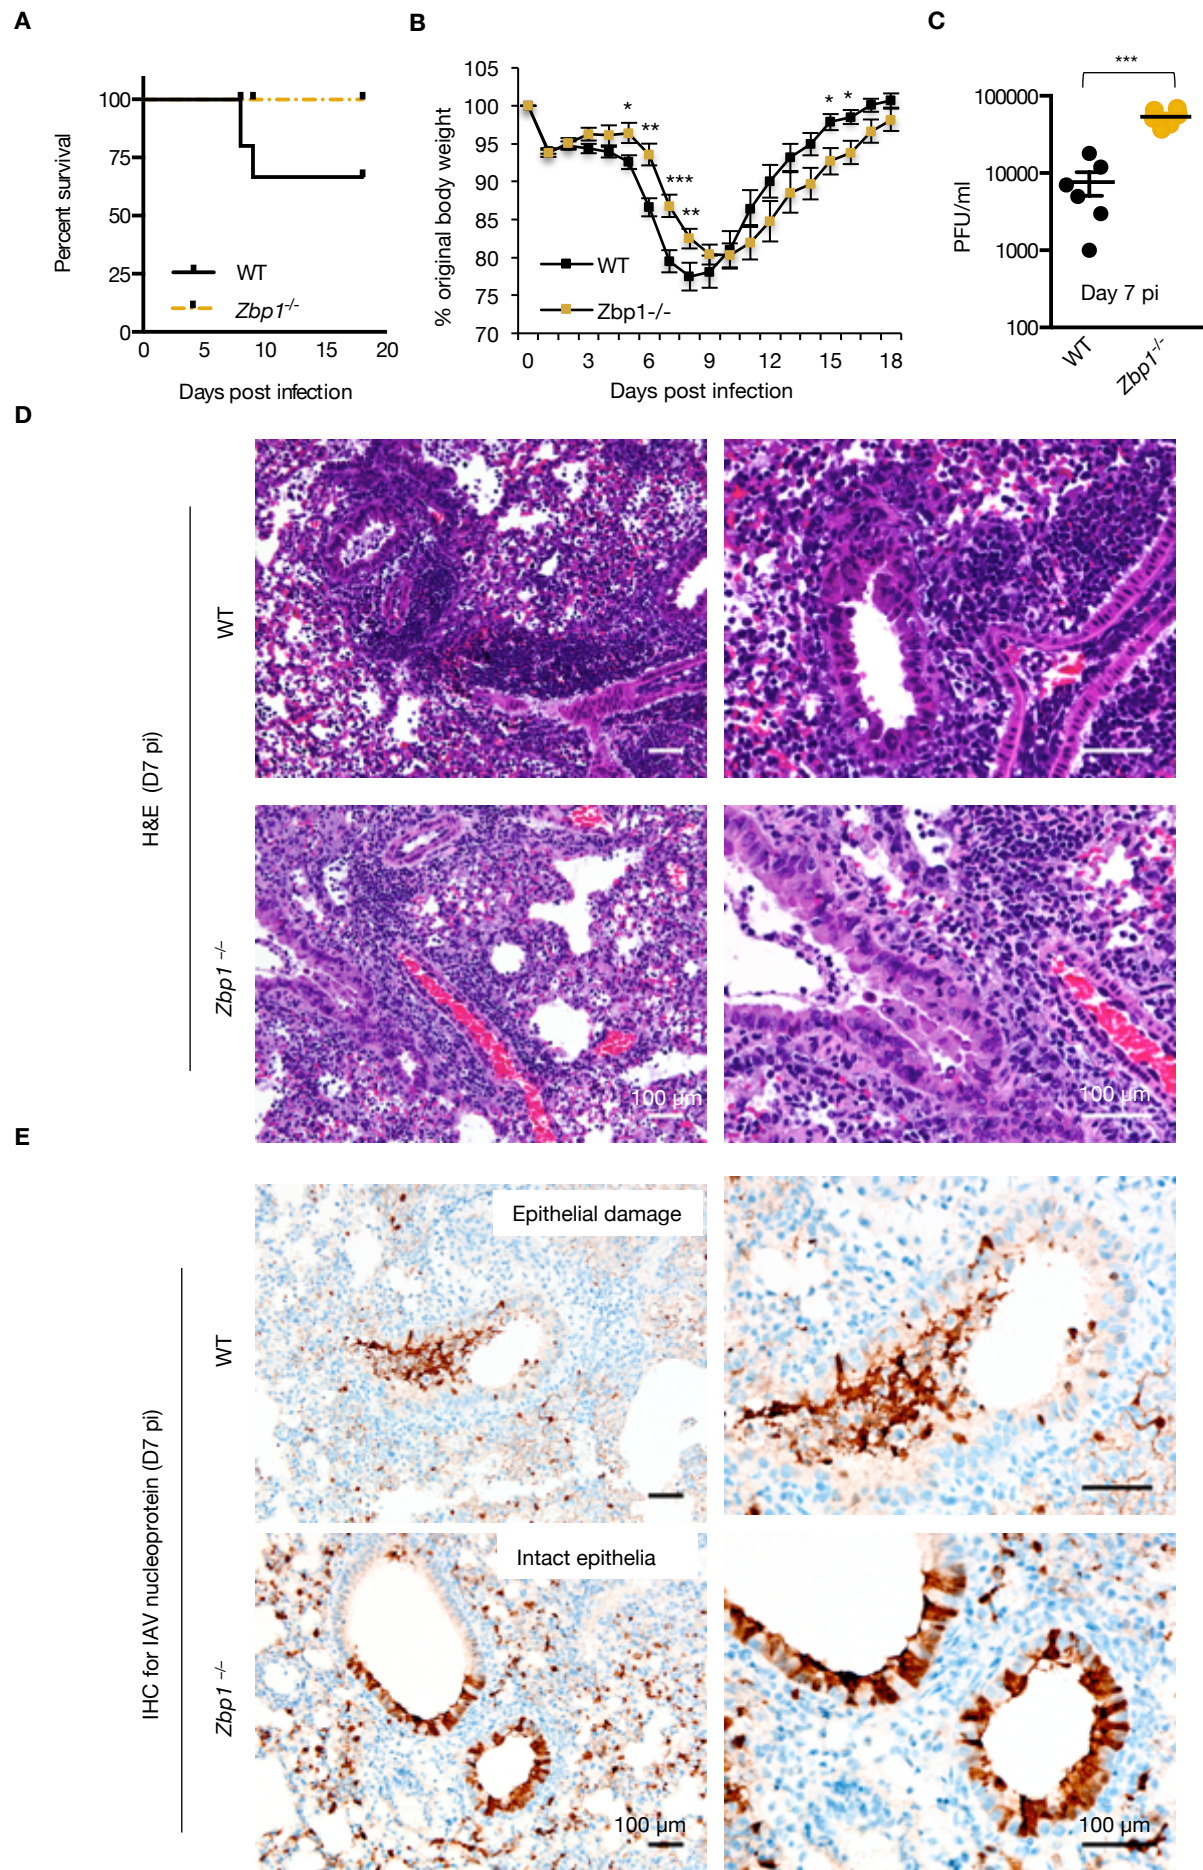 A
100
75
50
25
0
Percent survival
0 5 10 15 20
Days post infection
WT
Zbp1-/-
B
105
100
95
90
85
80
75
70
% original body weight
* ** *** ** * *
WT
Zbp1-/-
0 3 6 9 12 15 18
Days post infection
C
***
100000
10000
1000
100
PFU/ml
Day 7 pi
WT
Zbp1-/-
D
H&E (D7 pi)
WT
Zbp1 -/-
100 µm
100 µm
E
IHC for IAV nucleoprotein (D7 pi)
WT
Epithelial damage
Zbp1 -/-
Intact epithelia
100 µm
100 µm